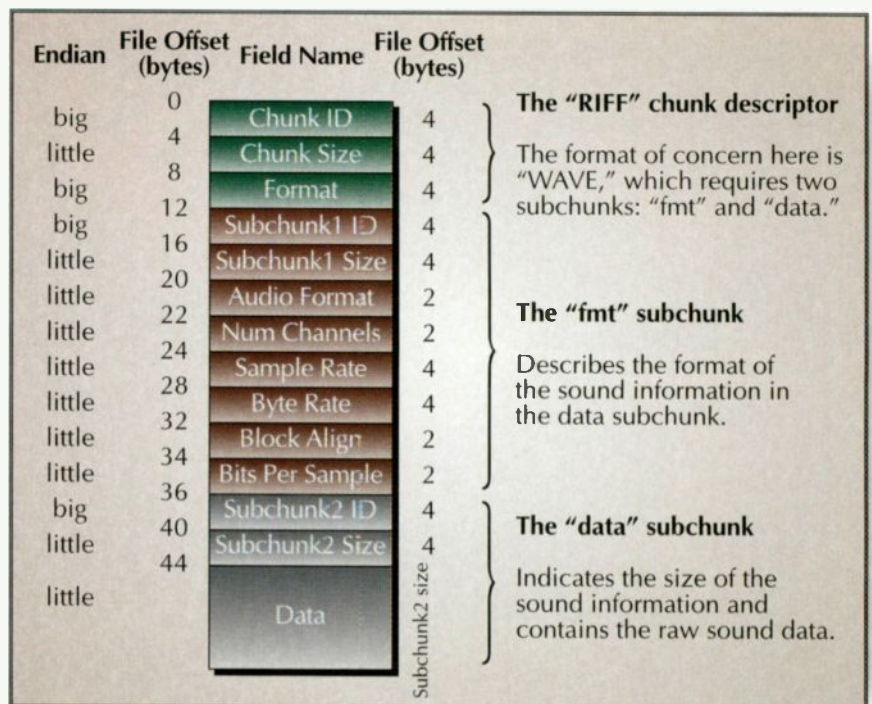 Endian
File Offset
(bytes)
Field Name
File Offset
(bytes)
0
big
Chunk ID
4
4
little
Chunk Size
4
8
big
Format
4
12
big
Subchunk1 ID
4
16
little
Subchunk1 Size
4
20
little
Audio Format
2
22
little
Num Channels
2
24
little
Sample Rate
4
28
little
Byte Rate
4
32
little
Block Align
2
34
little
Bits Per Sample
2
36
big
Subchunk2 ID
4
40
little
Subchunk2 Size
4
44
little
Data
Subchunk2 size
The “RIFF” chunk descriptor
The format of concern here is
“WAVE,” which requires two
subchunks: “fmt” and “data.”
The “fmt” subchunk
Describes the format of
the sound information in
the data subchunk.
The “data” subchunk
Indicates the size of the
sound information and
contains the raw sound data.